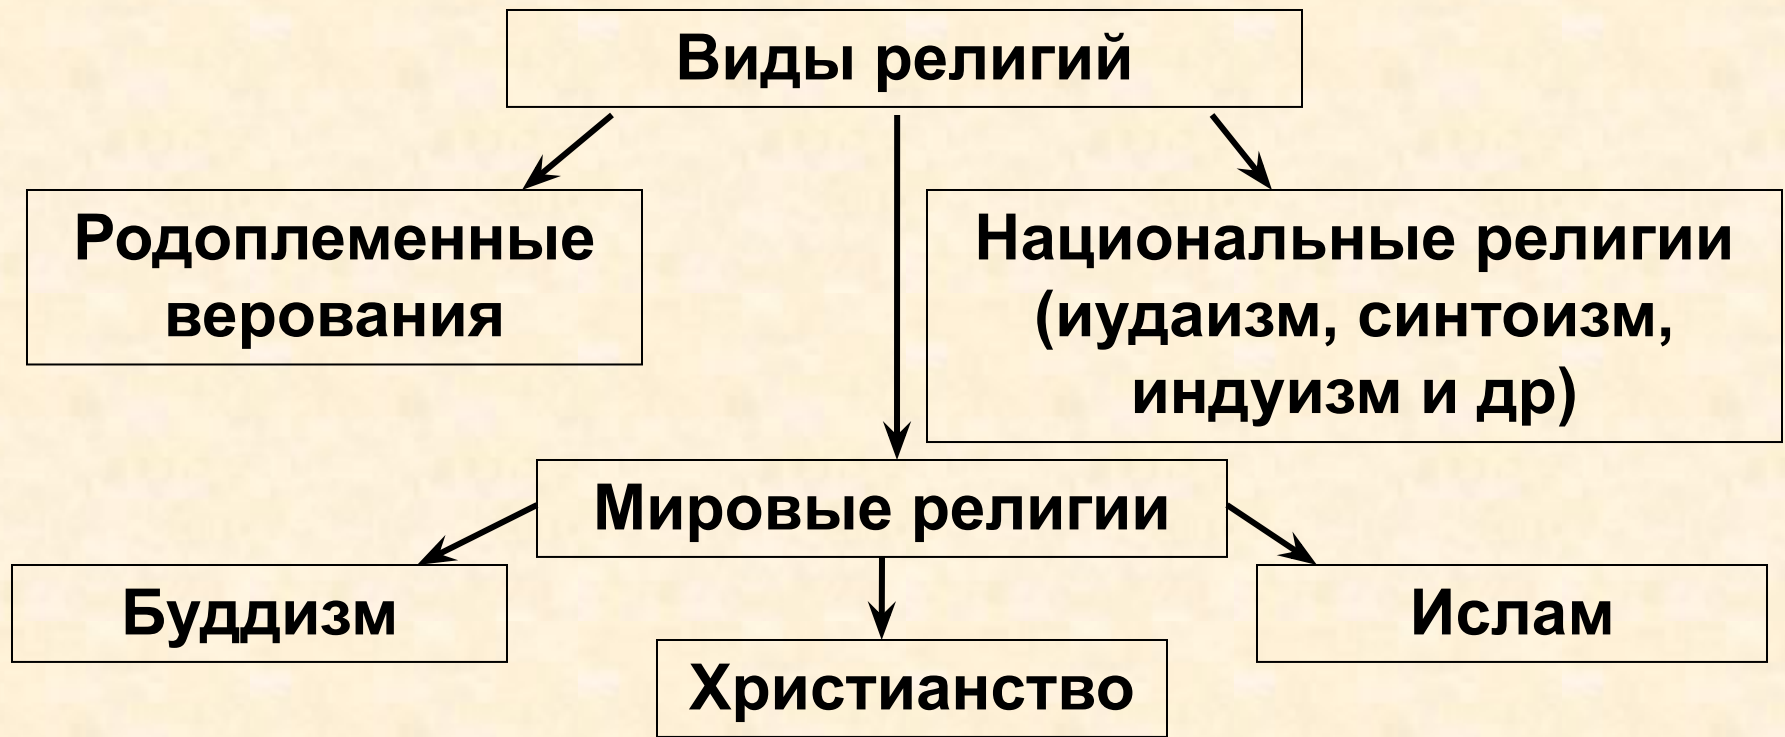 Виды религий
Родоплеменные
верования
Национальные религии
(иудаизм, синтоизм,
индуизм и др)
Мировые религии
Буддизм
Христианство
Ислам